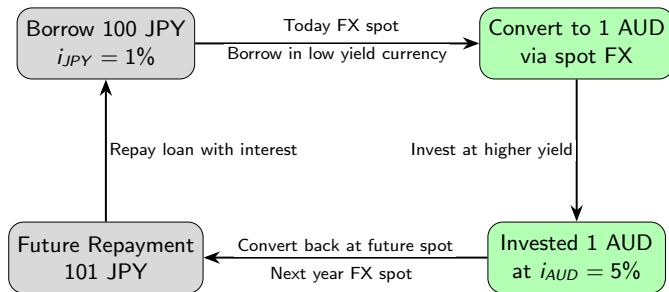 Borrow 100 JPY
i_JPY = 1%
Today FX spot
Borrow in low yield currency
Convert to 1 AUD
via spot FX
Repay loan with interest
Invest at higher yield
Future Repayment
101 JPY
Convert back at future spot
Next year FX spot
Invested 1 AUD
at i_AUD = 5%